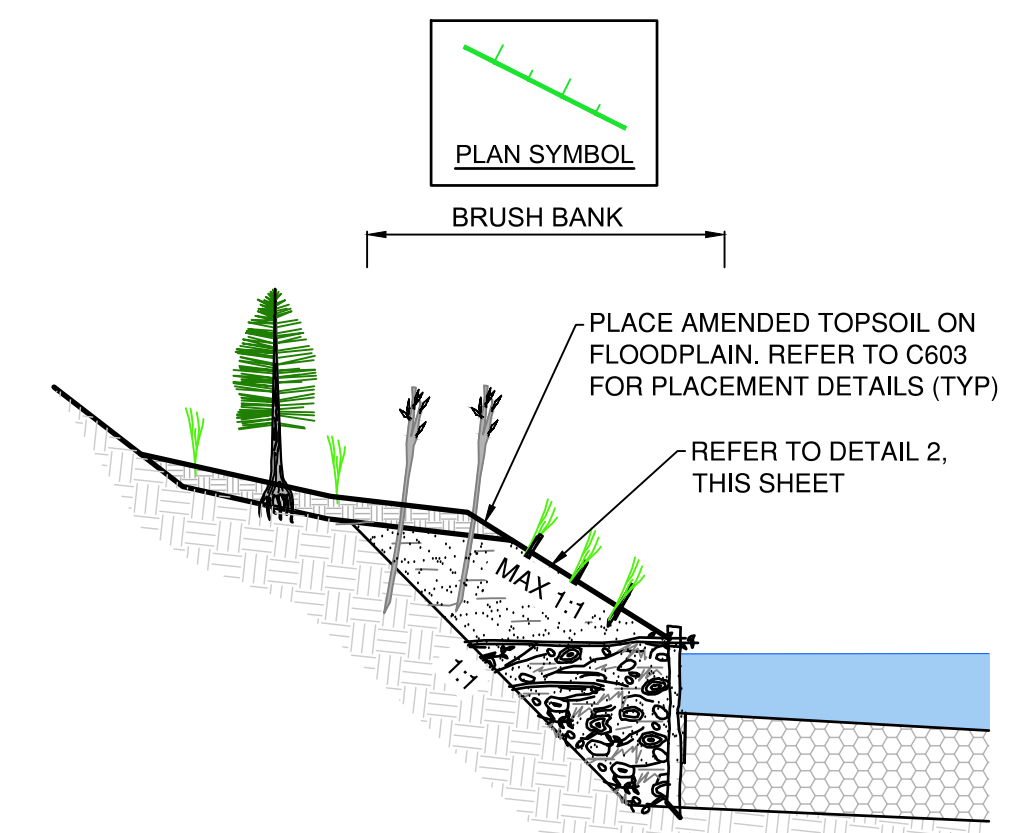 PLAN SYMBOL
BRUSH BANK
PLACE AMENDED TOPSOIL ON
FLOODPLAIN. REFER TO C603
FOR PLACEMENT DETAILS (TYP)
REFER TO DETAIL 2,
THIS SHEET
MAX 1:1
1:1